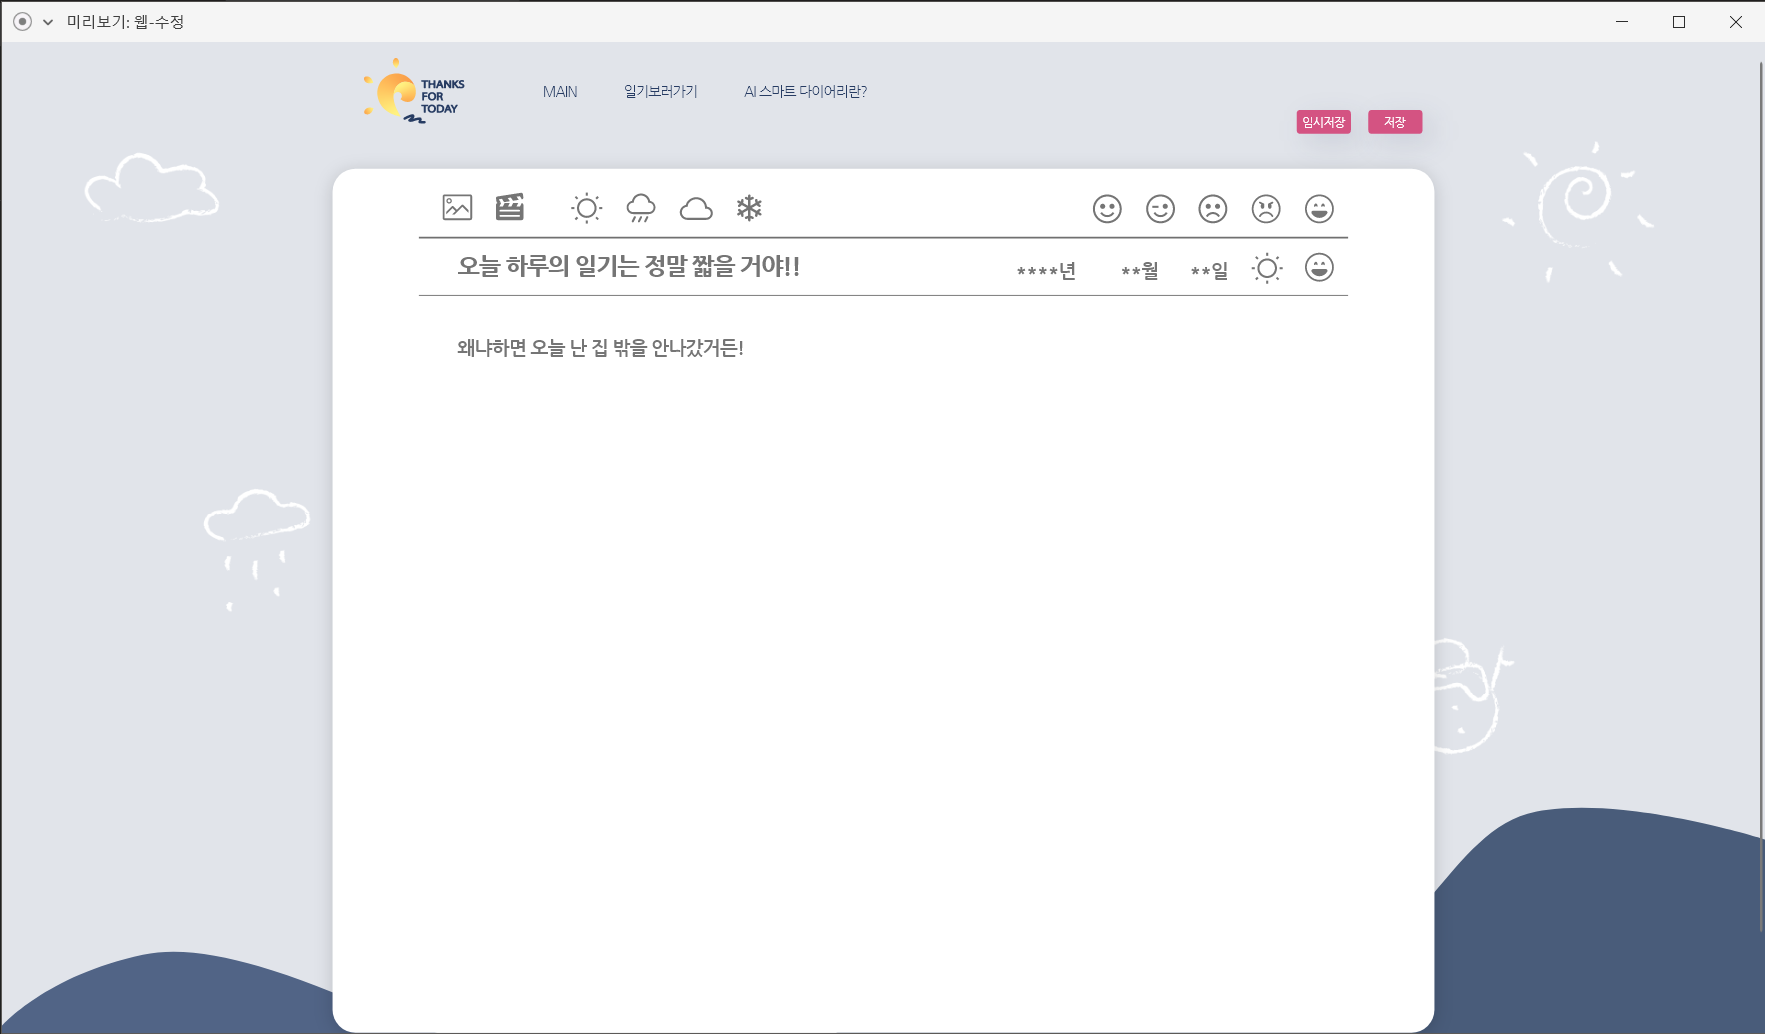 미리보기: 웹-수정
THANKS
FOR
TODAY
MAIN 일기보러가기 AI 스마트 다이어리란?
임시저장 저장
오늘 하루의 일기는 정말 짧을 거야!! ****년 **월 **일
왜냐하면 오늘 난 집 밖을 안나갔거든!